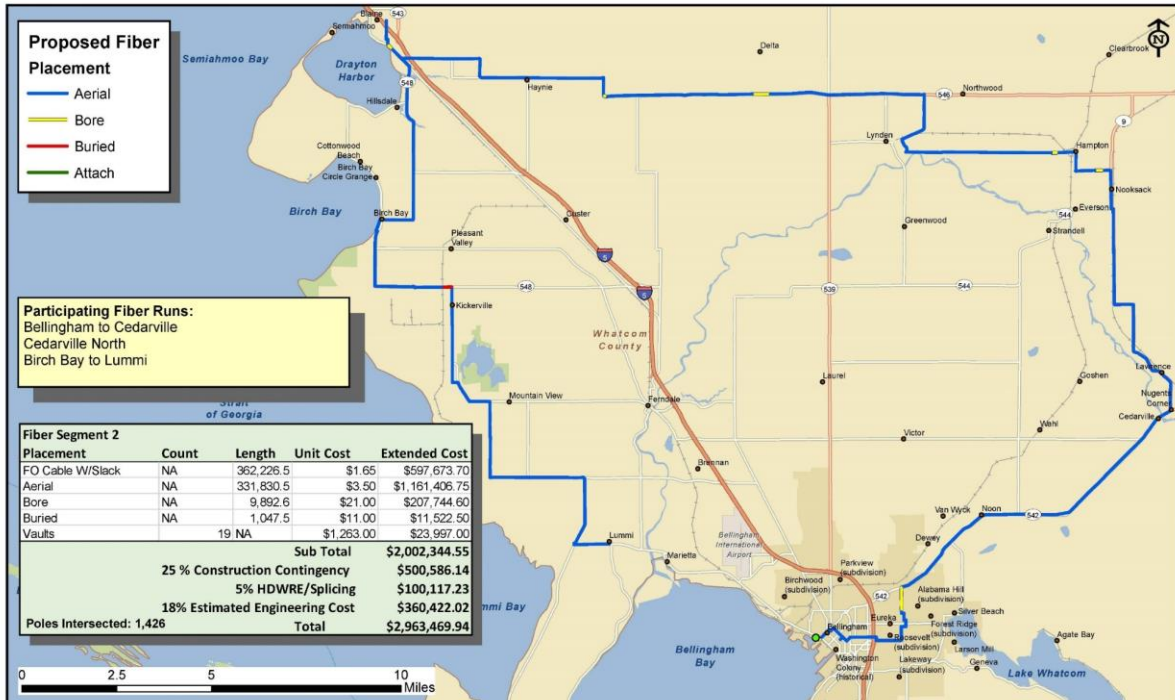 Proposed Fiber
Placement
Aerial
Bore
Buried
Attach
Participating Fiber Runs:
Bellingham to Cedarville
Cedarville North
Birch Bay to Lummi
Fiber Segment 2
Placement Count Length Unit Cost Extended Cost
FO Cable W/Slack NA 362,226.5 $1.65 $597,673.70
Aerial NA 331,830.5 $3.50 $1,161,406.75
Bore NA 9,892.6 $21.00 $207,744.60
Buried NA 1,047.5 $11.00 $11,522.50
Vaults 19 NA $1,263.00 $23,997.00
Sub Total $2,002,344.55
25 % Construction Contingency $500,586.14
5% HDWRE/Splicing $100,117.23
18% Estimated Engineering Cost $360,422.02
Poles Intersected: 1,426 Total $2,963,469.94
0 2.5 5 10
Miles
N
Blaine
543
Semiahmoo
Semiahmoo Bay
Drayton
Harbor
548
Hillsdale
Haynie
Delta
Clearbrook
546
Northwood
9
Cottonwood
Beach
Birch Bay
Circle Grange
Birch Bay
Birch Bay
Lynden
Hampton
Nooksack
Everson
544
Strandell
Custer
Greenwood
Pleasant
Valley
5
5
548
Kickerville
539
544
Whatcom
County
Strait
of Georgia
Mountain View
Ferndale
Laurel
Goshen
Lawrence
Nugents
Corner
Cedarville
Wahl
Victor
Brennan
Van Wyck
Noon
542
Dewey
Lummi
Marietta
Bellingham
International
Airport
Parkview
(subdivision)
Birchwood
(subdivision)
542
Alabama Hill
(subdivision)
Silver Beach
Eureka
Forest Ridge
(subdivision)
Bellingham
Roosevelt
(subdivision)
Larson Mill
Agate Bay
Washington
Colony
(historical)
Lakeway
(subdivision)
Geneva
Lake Whatcom
Bellingham
Bay
mmi Bay